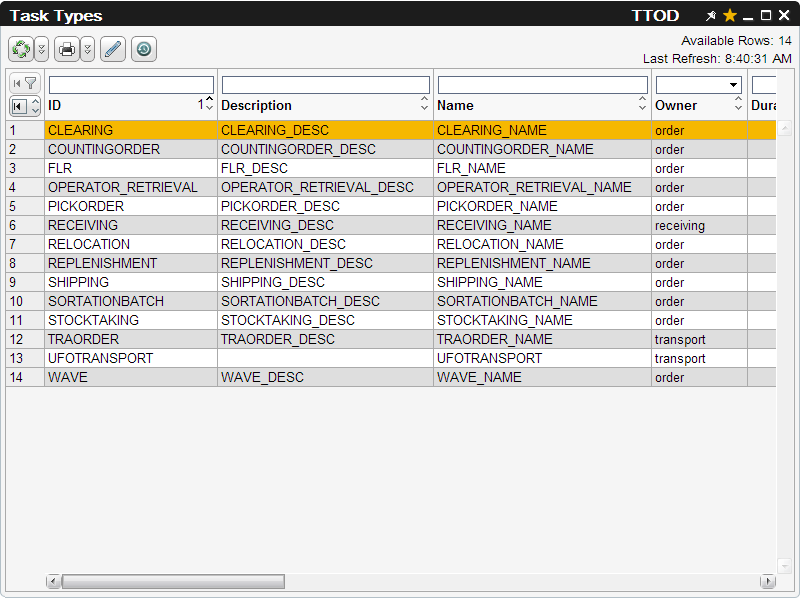 Task Types TTOD
Available Rows: 14
Last Refresh: 8:40:31 AM
ID 1 Description Name Owner Dura
1 CLEARING CLEARING_DESC CLEARING_NAME order
2 COUNTINGORDER COUNTINGORDER_DESC COUNTINGORDER_NAME order
3 FLR FLR_DESC FLR_NAME order
4 OPERATOR_RETRIEVAL OPERATOR_RETRIEVAL_DESC OPERATOR_RETRIEVAL_NAME order
5 PICKORDER PICKORDER_DESC PICKORDER_NAME order
6 RECEIVING RECEIVING_DESC RECEIVING_NAME receiving
7 RELOCATION RELOCATION_DESC RELOCATION_NAME order
8 REPLENISHMENT REPLENISHMENT_DESC REPLENISHMENT_NAME order
9 SHIPPING SHIPPING_DESC SHIPPING_NAME order
10 SORTATIONBATCH SORTATIONBATCH_DESC SORTATIONBATCH_NAME order
11 STOCKTAKING STOCKTAKING_DESC STOCKTAKING_NAME order
12 TRAORDER TRAORDER_DESC TRAORDER_NAME transport
13 UFOTRANSPORT UFOTRANSPORT transport
14 WAVE WAVE_DESC WAVE_NAME order